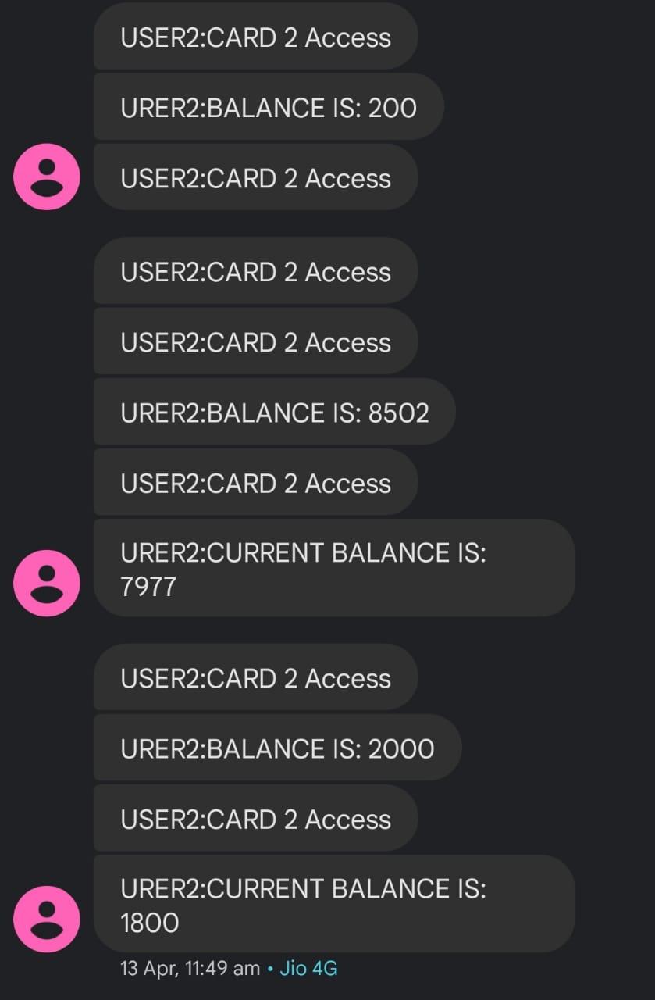 USER2:CARD 2 Access
URER2:BALANCE IS: 200
USER2:CARD 2 Access
USER2:CARD 2 Access
USER2:CARD 2 Access
URER2:BALANCE IS: 8502
USER2:CARD 2 Access
URER2:CURRENT BALANCE IS:
7977
USER2:CARD 2 Access
URER2:BALANCE IS: 2000
USER2:CARD 2 Access
URER2:CURRENT BALANCE IS:
1800
13 Apr, 11:49 am • Jio 4G